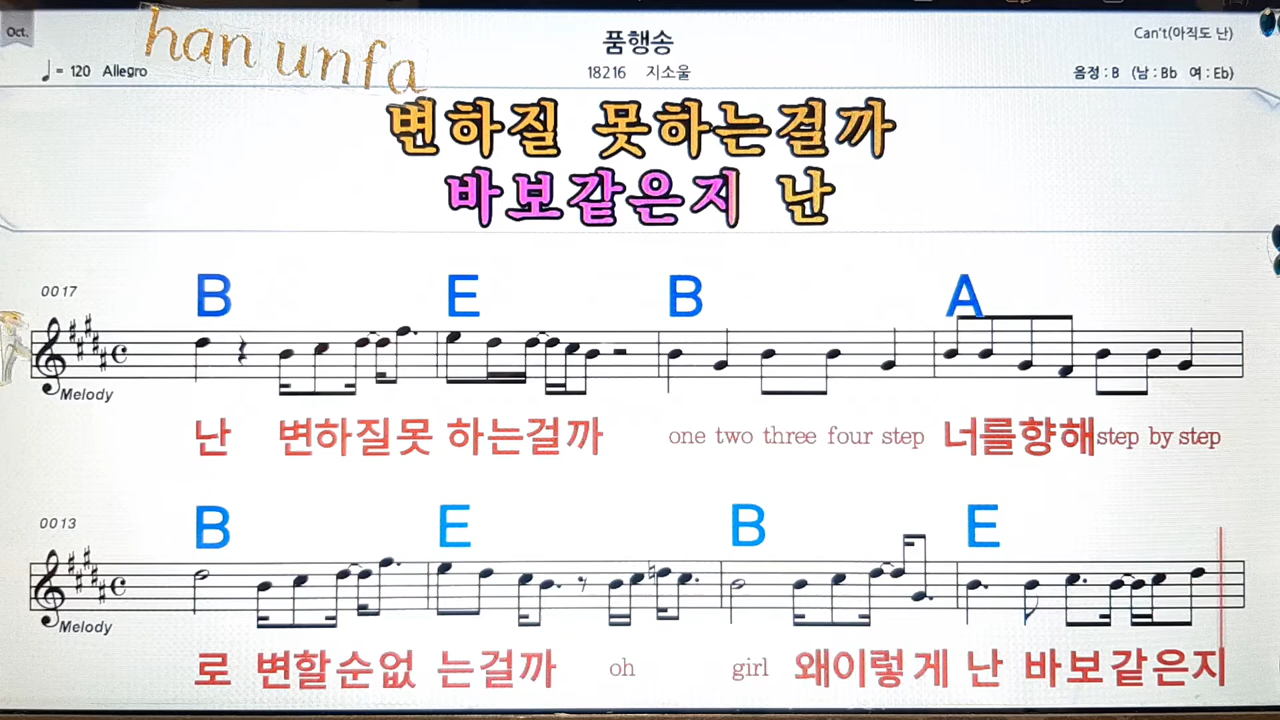 Oct.
han unfa
품행송
Can't(아직도 난)
♩= 120 Allegro
18216 지소울
음정 : B (남 : Bb 여 : Eb)
변하질 못하는걸까
바보같은지 난
B E B A
0017
Melody
난 변하질못 하는걸까 one two three four step 너를향해step by step
B E B E
0013
Melody
로 변할순없 는걸까 oh girl 왜이렇게 난 바보같은지